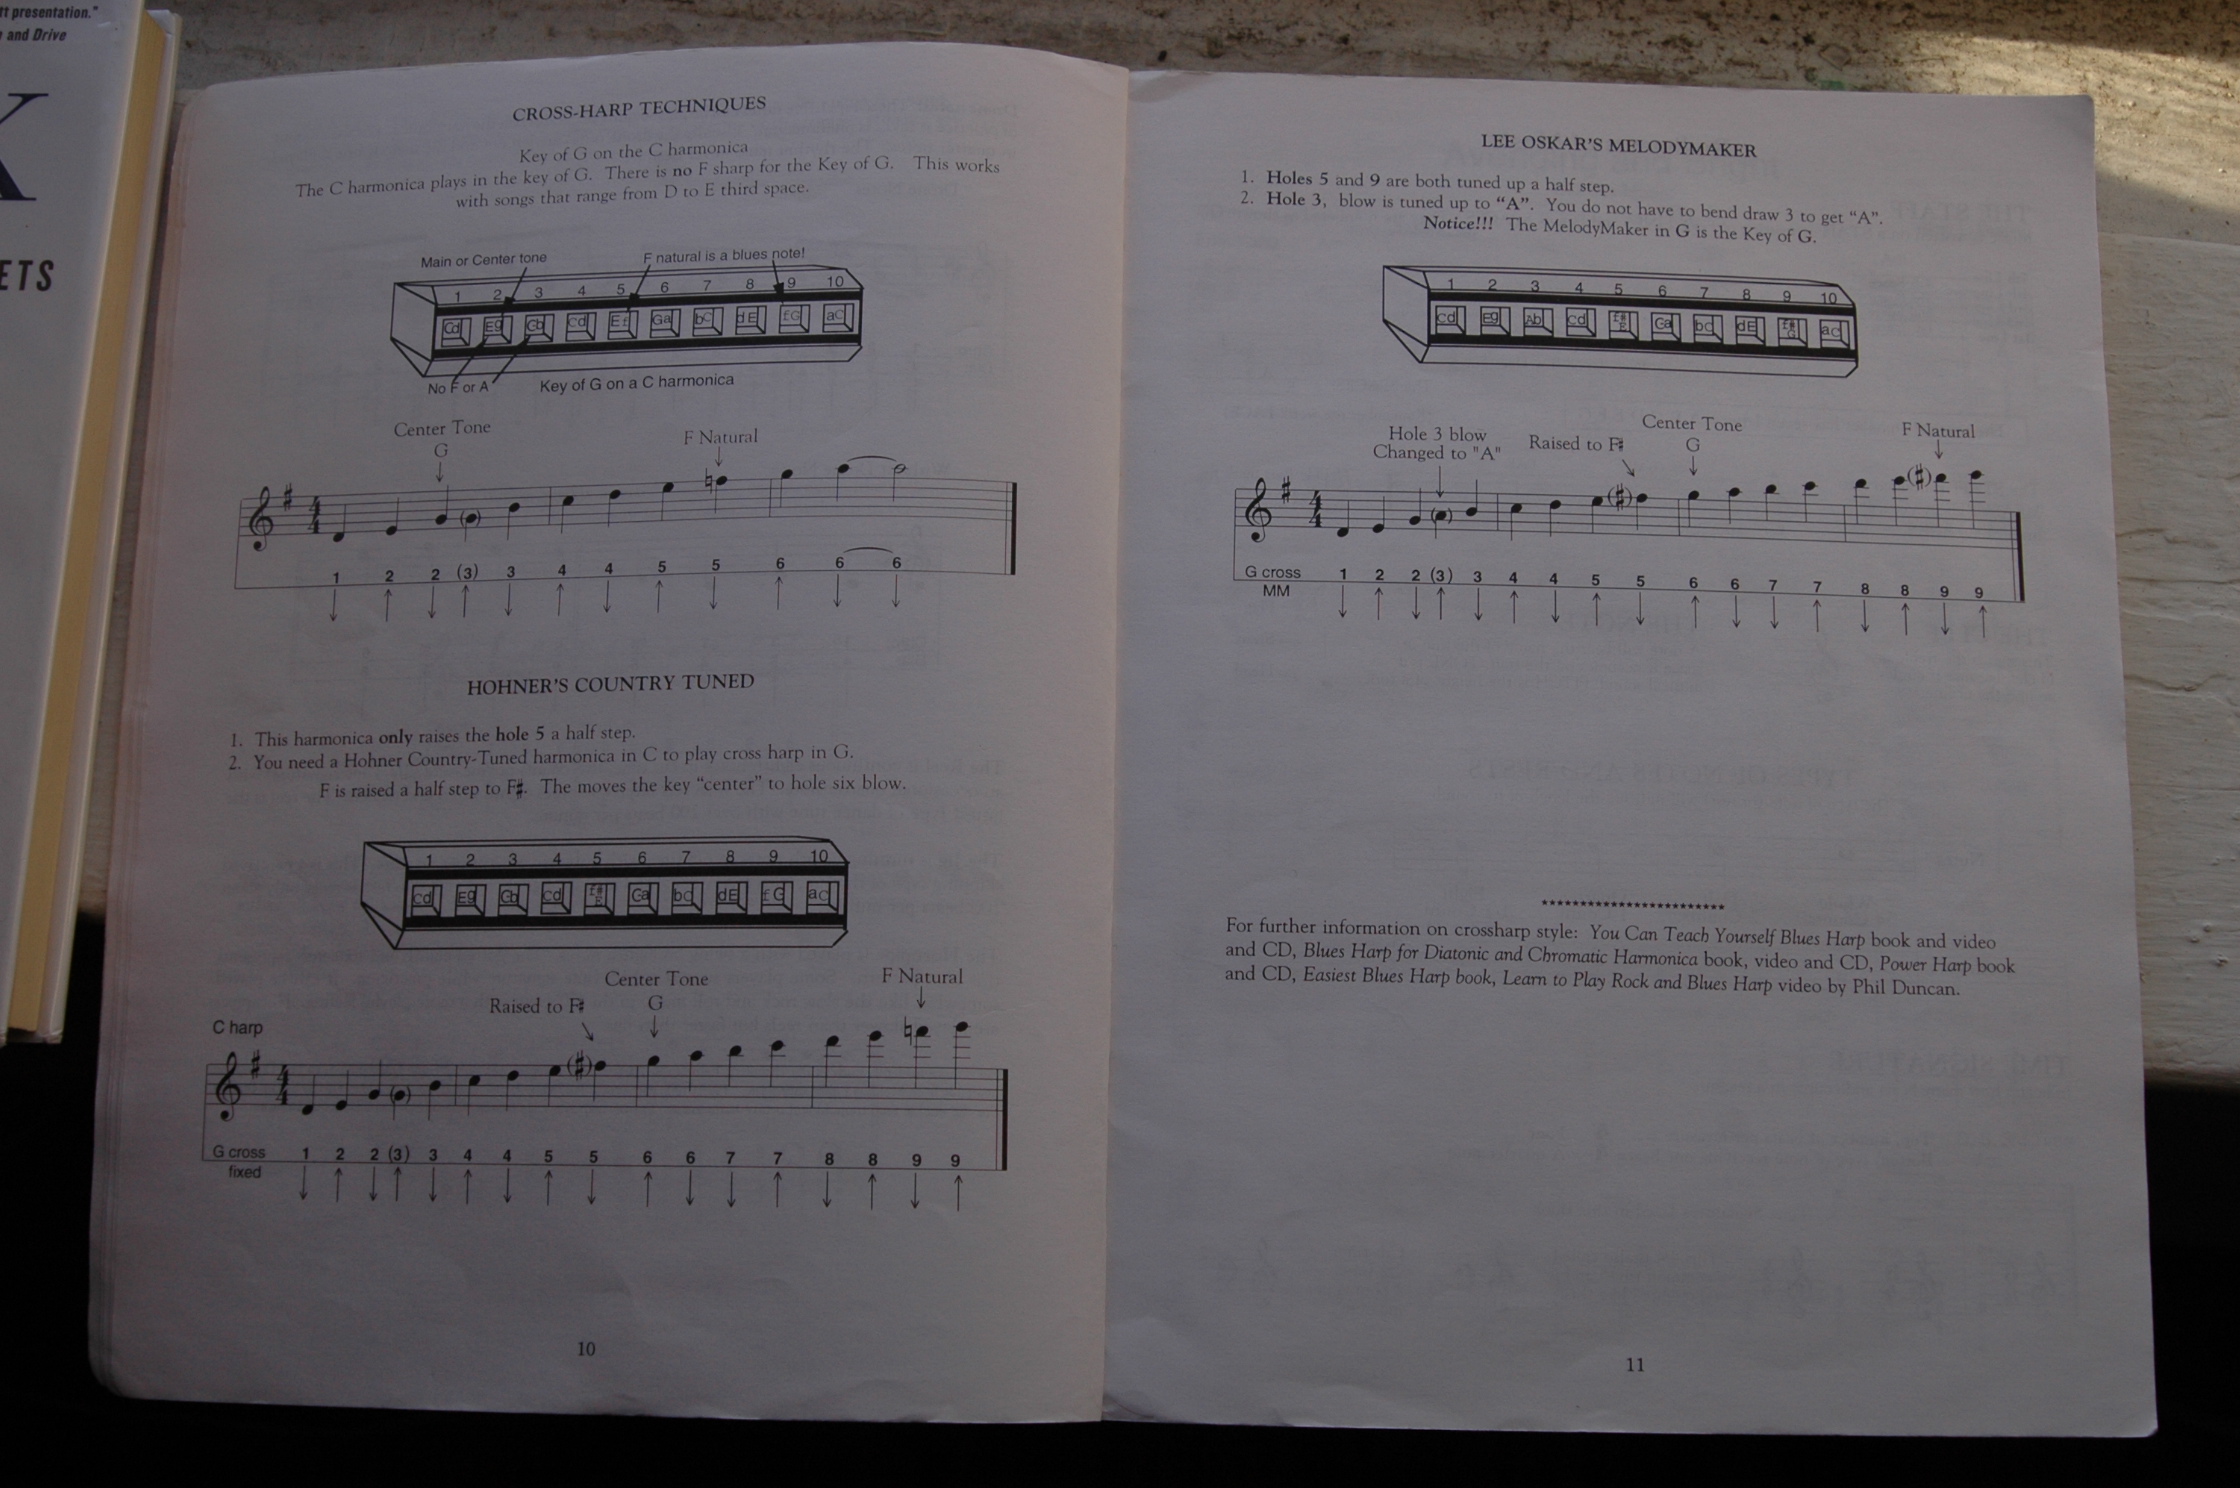 tt presentation."
and Drive
K
ETS
CROSS-HARP TECHNIQUES
Key of G on the C harmonica
The C harmonica plays in the key of G. There is no F sharp for the Key of G. This works
with songs that range from D to E third space.
Main or Center tone
F natural is a blues note!
1 2 3 4 5 6 7 8 9 10
Cd Eg Gb Cd Ef Ga bC dE fG aC
No F or A
Key of G on a C harmonica
Center Tone
G
F Natural
4
4
1 2 2 (3) 3 4 4 5 5 6 6 6
HOHNER'S COUNTRY TUNED
1. This harmonica only raises the hole 5 a half step.
2. You need a Hohner Country-Tuned harmonica in C to play cross harp in G.
F is raised a half step to F♯. The moves the key "center" to hole six blow.
1 2 3 4 5 6 7 8 9 10
Cd Eg Gb Cd f# E Ga bC dE fG aC
Center Tone
G
F Natural
Raised to F♯
C harp
4
4
G cross
fixed
1 2 2 (3) 3 4 4 5 5 6 6 7 7 8 8 9 9
10
LEE OSKAR'S MELODYMAKER
1. Holes 5 and 9 are both tuned up a half step.
2. Hole 3, blow is tuned up to "A". You do not have to bend draw 3 to get "A".
Notice!!! The MelodyMaker in G is the Key of G.
1 2 3 4 5 6 7 8 9 10
Cd Eg Ab Cd f# E Ga bC dE f# G aC
Hole 3 blow
Changed to "A"
Raised to F♯
Center Tone
G
F Natural
4
4
G cross
MM
1 2 2 (3) 3 4 4 5 5 6 6 7 7 8 8 9 9
************************
For further information on crossharp style: You Can Teach Yourself Blues Harp book and video
and CD, Blues Harp for Diatonic and Chromatic Harmonica book, video and CD, Power Harp book
and CD, Easiest Blues Harp book, Learn to Play Rock and Blues Harp video by Phil Duncan.
11